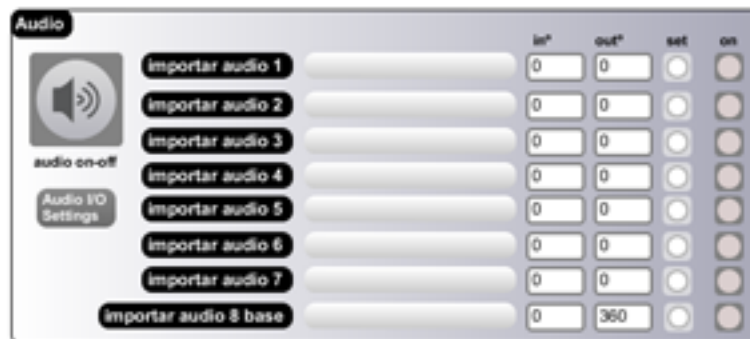 Audio
inº outº set on
importar audio 1 0 0
importar audio 2 0 0
importar audio 3 0 0
audio on-off
importar audio 4 0 0
Audio I/O
Settings
importar audio 5 0 0
importar audio 6 0 0
importar audio 7 0 0
importar audio 8 base 0 360